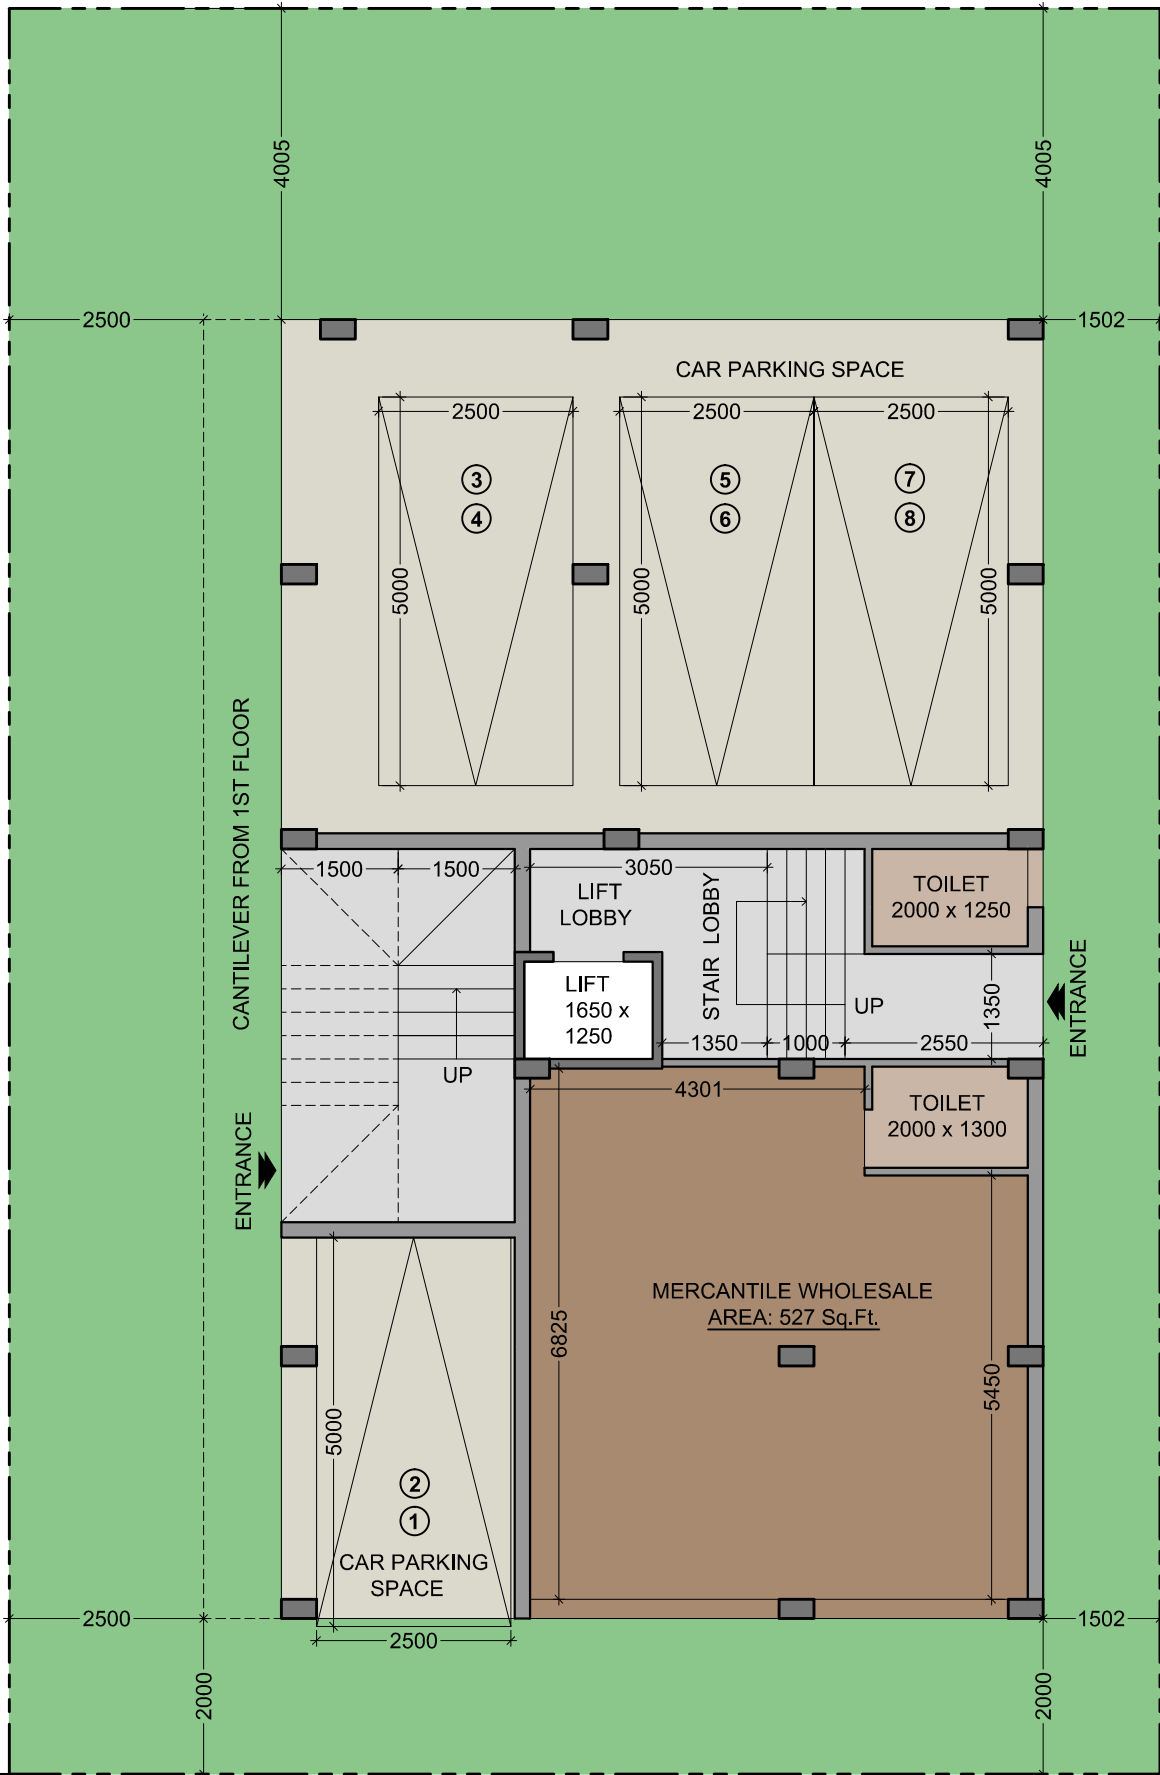 4005
4005
2500
1502
CAR PARKING SPACE
2500
2500
2500
3
4
5
6
7
8
5000
5000
5000
CANTILEVER FROM 1ST FLOOR
1500
1500
3050
LIFT
LOBBY
STAIR LOBBY
TOILET
2000 x 1250
LIFT
1650 x
1250
UP
1350
ENTRANCE
1350
1000
2550
UP
4301
TOILET
2000 x 1300
ENTRANCE
MERCANTILE WHOLESALE
AREA: 527 Sq.Ft.
6825
5450
5000
2
1
CAR PARKING
SPACE
2500
1502
2500
2000
2000